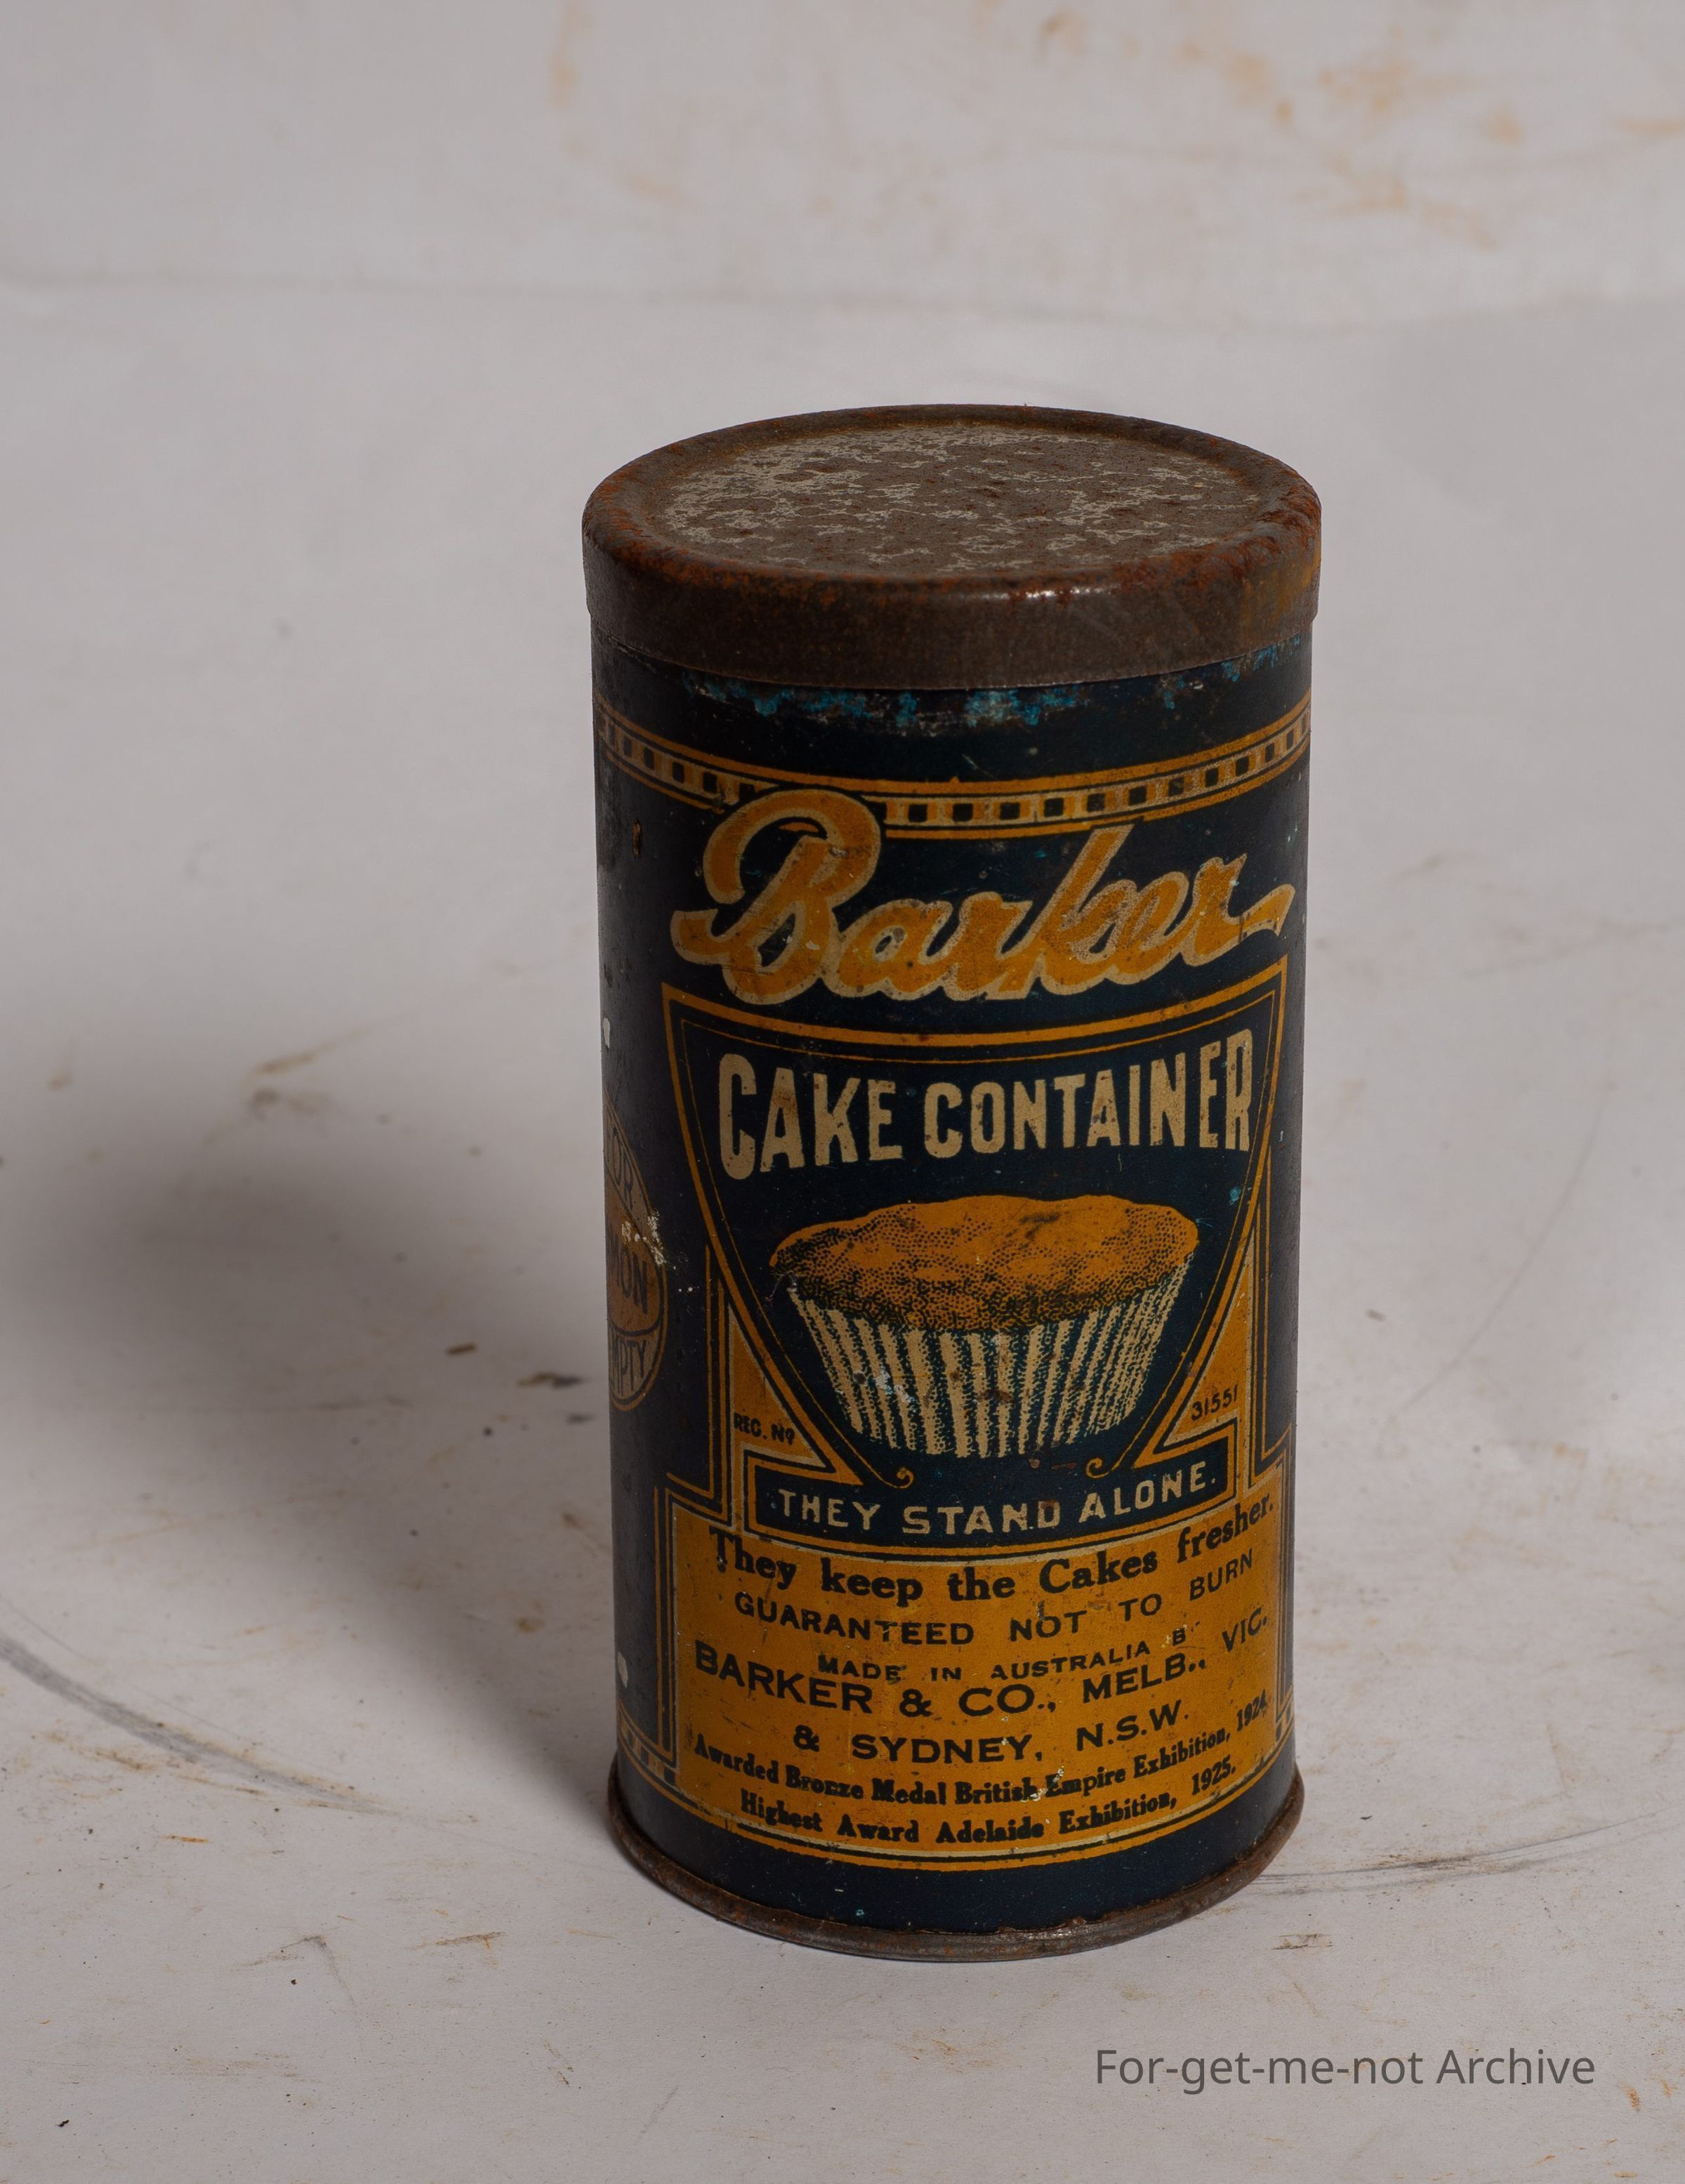 Barker
CAKE CONTAINER
REG. Nº 31551
THEY STAND ALONE.
They keep the Cakes fresher.
GUARANTEED NOT TO BURN
MADE IN AUSTRALIA B
BARKER & CO., MELB., VIC.
& SYDNEY, N.S.W.
Awarded Bronze Medal British Empire Exhibition, 1924.
Highest Award Adelaide Exhibition, 1925.
For-get-me-not Archive